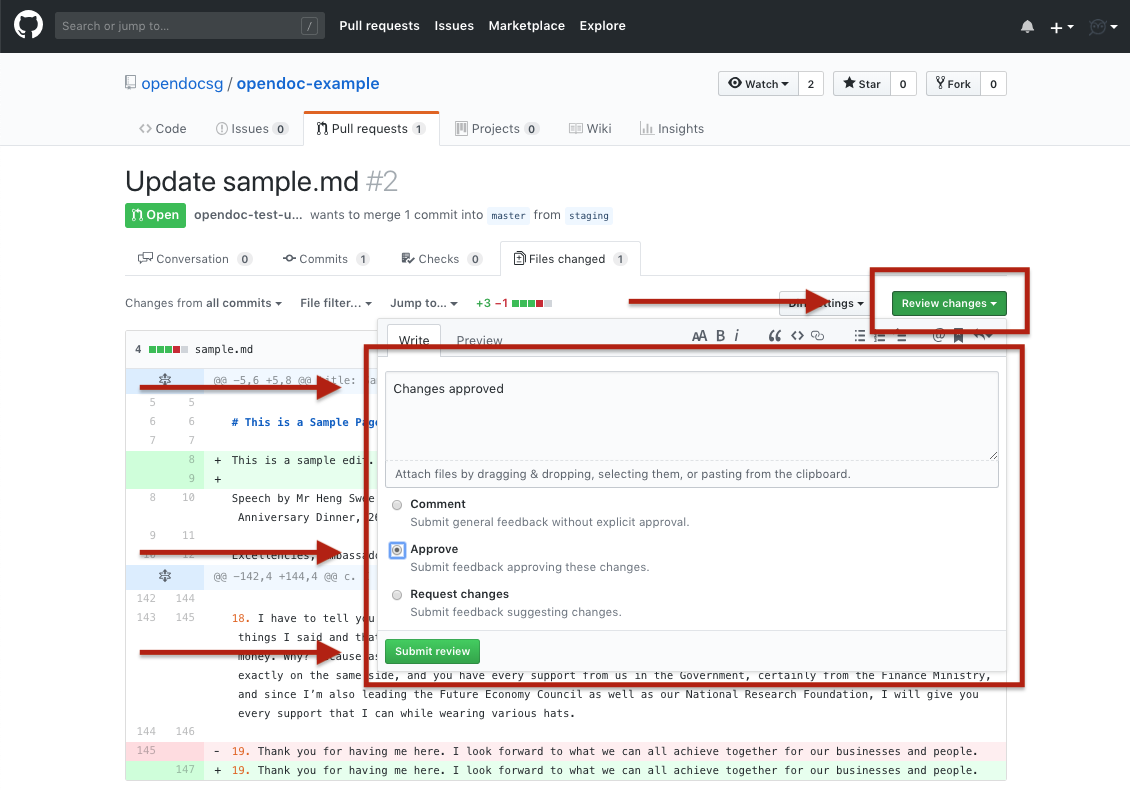 Search or jump to... / Pull requests Issues Marketplace Explore
opendocsg / opendoc-example Watch 2 Star 0 Fork 0
Code Issues 0 Pull requests 1 Projects 0 Wiki Insights
Update sample.md #2
Open opendoc-test-u... wants to merge 1 commit into master from staging
Conversation 0 Commits 1 Checks 0 Files changed 1
Changes from all commits File filter... Jump to... +3 −1 Review changes
4 sample.md
Write Preview AA B i
@@ -5,6 +5,8 @@ title:
Changes approved
5 5
6 6 # This is a Sample Page
7 7
8 + This is a sample edit.
9 +
Attach files by dragging & dropping, selecting them, or pasting from the clipboard.
8 10 Speech by Mr Heng Swee
Anniversary Dinner,
9 11
Comment
Submit general feedback without explicit approval.
Approve
Submit feedback approving these changes.
Request changes
Submit feedback suggesting changes.
10 12 Excellencies,
@@ -142,4 +144,4 @@ c.
142 144
143 145 18. I have to tell you
things I said and that
money. Why? Because as
Submit review
exactly on the same side, and you have every support from us in the Government, certainly from the Finance Ministry,
and since I’m also leading the Future Economy Council as well as our National Research Foundation, I will give you
every support that I can while wearing various hats.
144 146
145 - 19. Thank you for having me here. I look forward to what we can all achieve together for our businesses and people.
147 + 19. Thank you for having me here. I look forward to what we can all achieve together for our businesses and people.